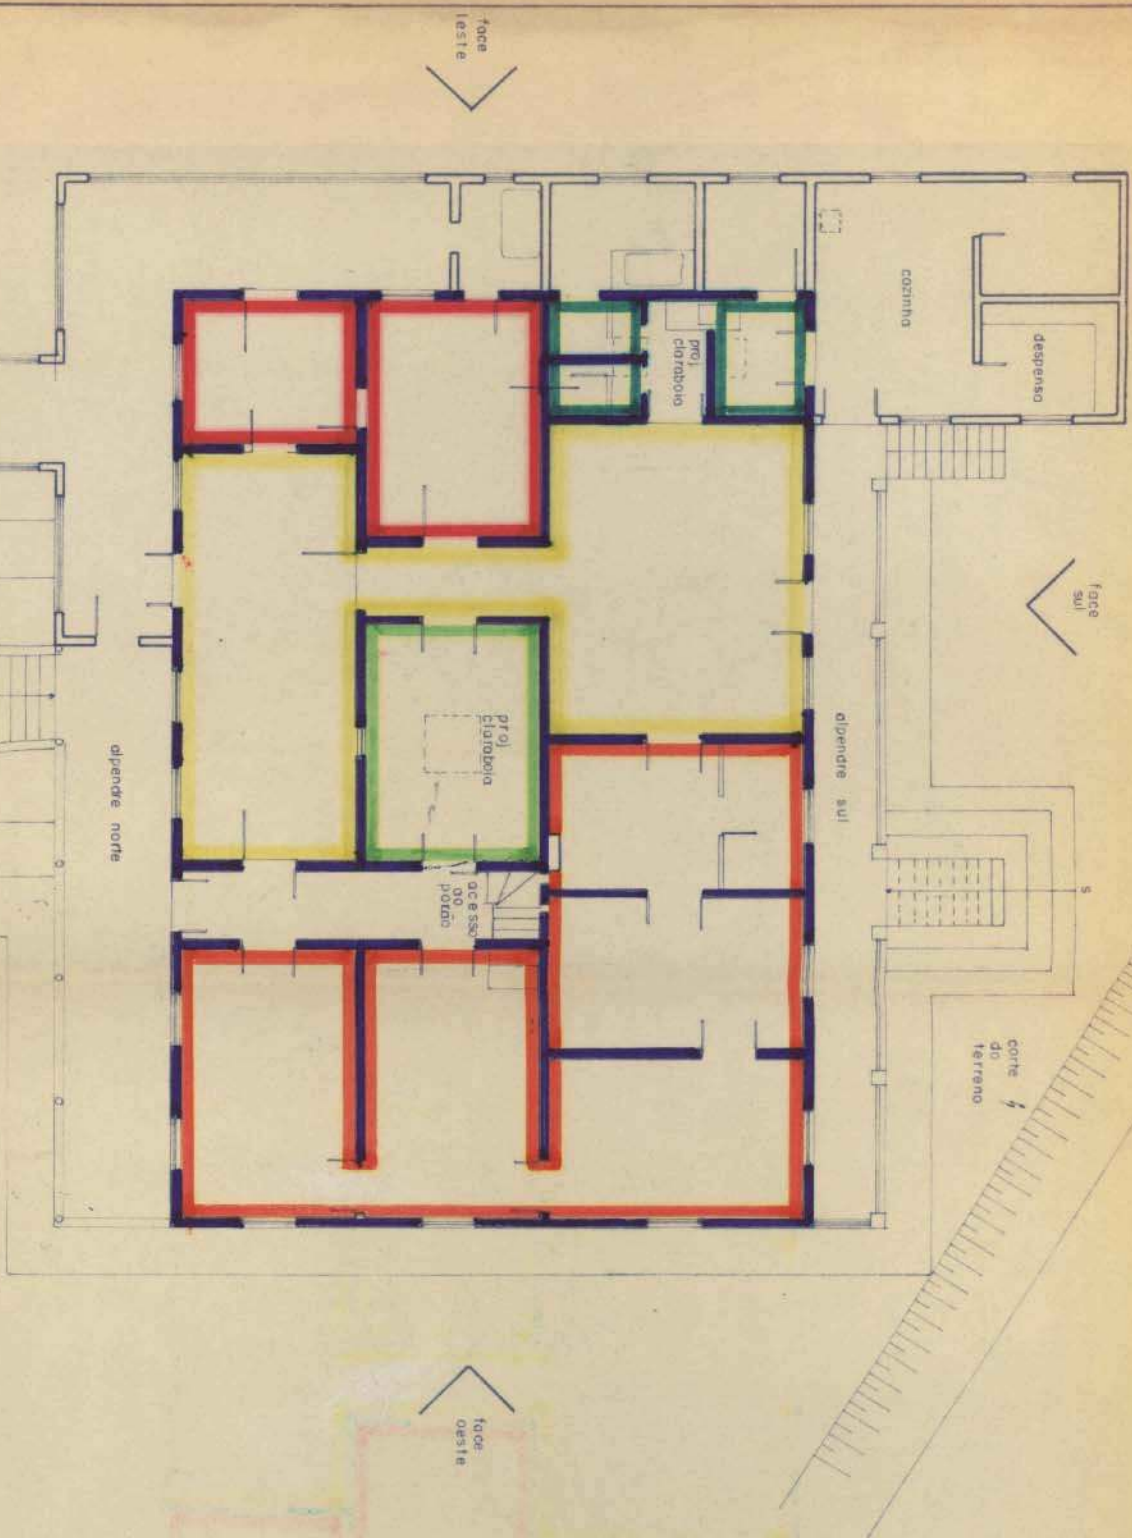 face
leste
cozinha
despensa
proj
claraboia
face
sul
proj
claraboia
alpendre sul
alpendre norte
acesso
ao
porão
s
corte
do
terreno
face
oeste